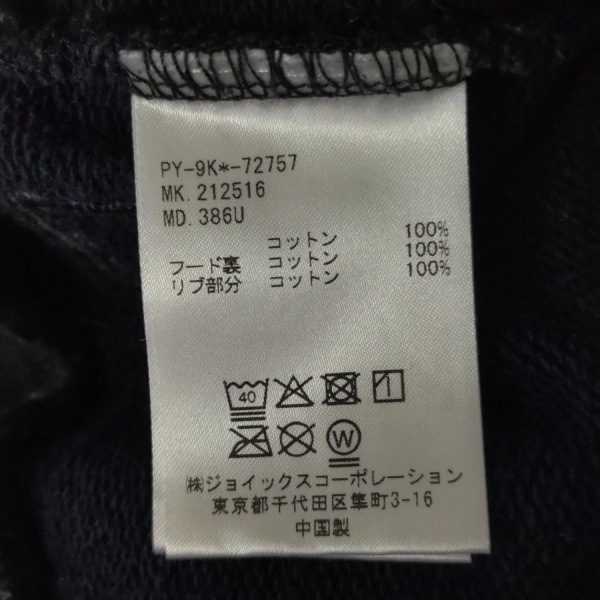 PY-9K*-72757
MK. 212516
MD. 386U
コットン 100%
フード裏 コットン 100%
リブ部分 コットン 100%
40
W
㈱ジョイックスコーポレーション
東京都千代田区隼町3-16
中国製